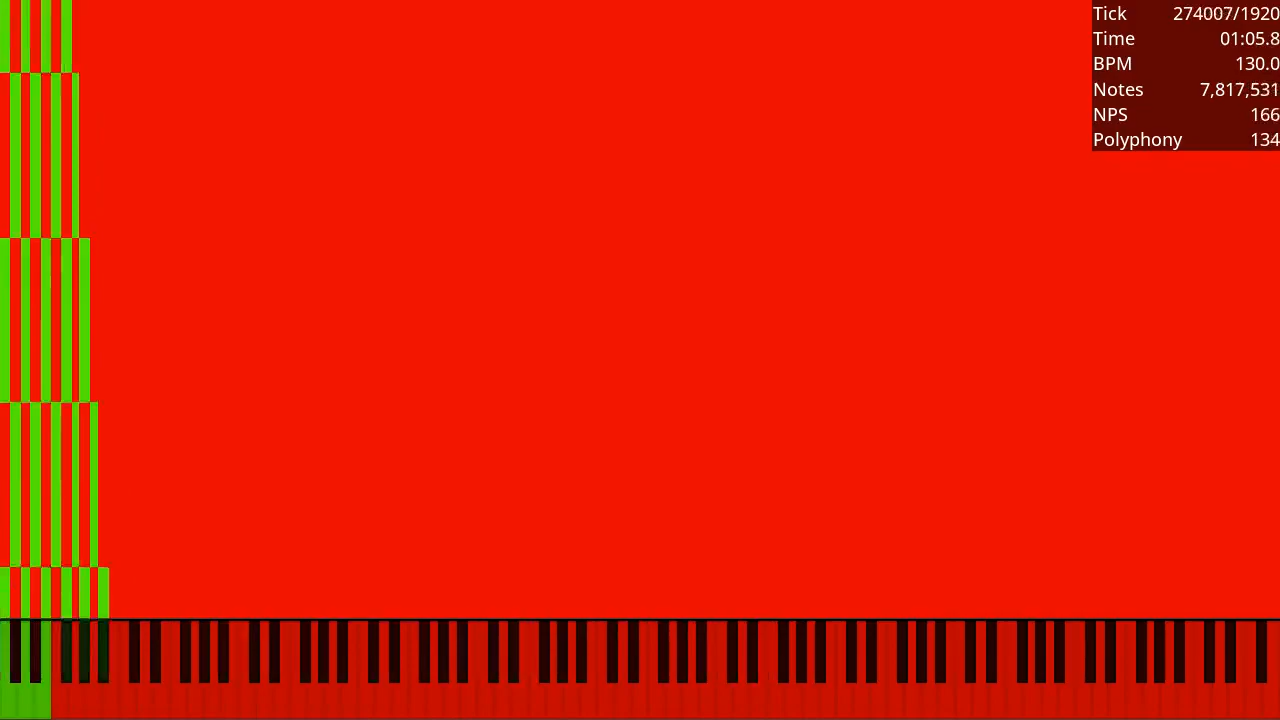 Tick 274007/1920
Time 01:05.8
BPM 130.0
Notes 7,817,531
NPS 166
Polyphony 134